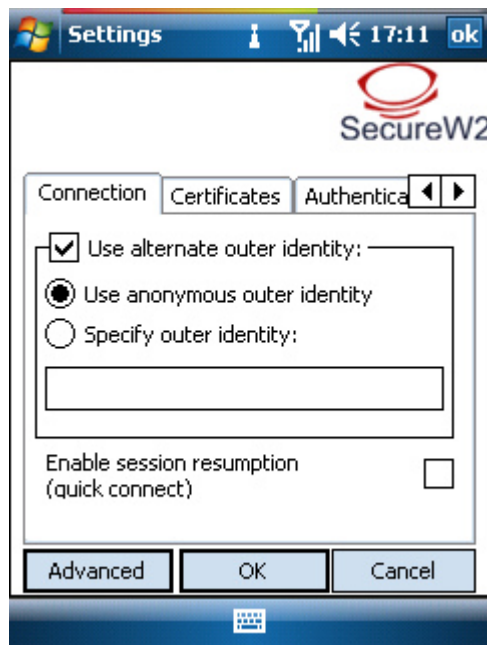 Settings 17:11 ok
SecureW2
Connection Certificates Authentica
Use alternate outer identity:
Use anonymous outer identity
Specify outer identity:
Enable session resumption
(quick connect)
Advanced OK Cancel